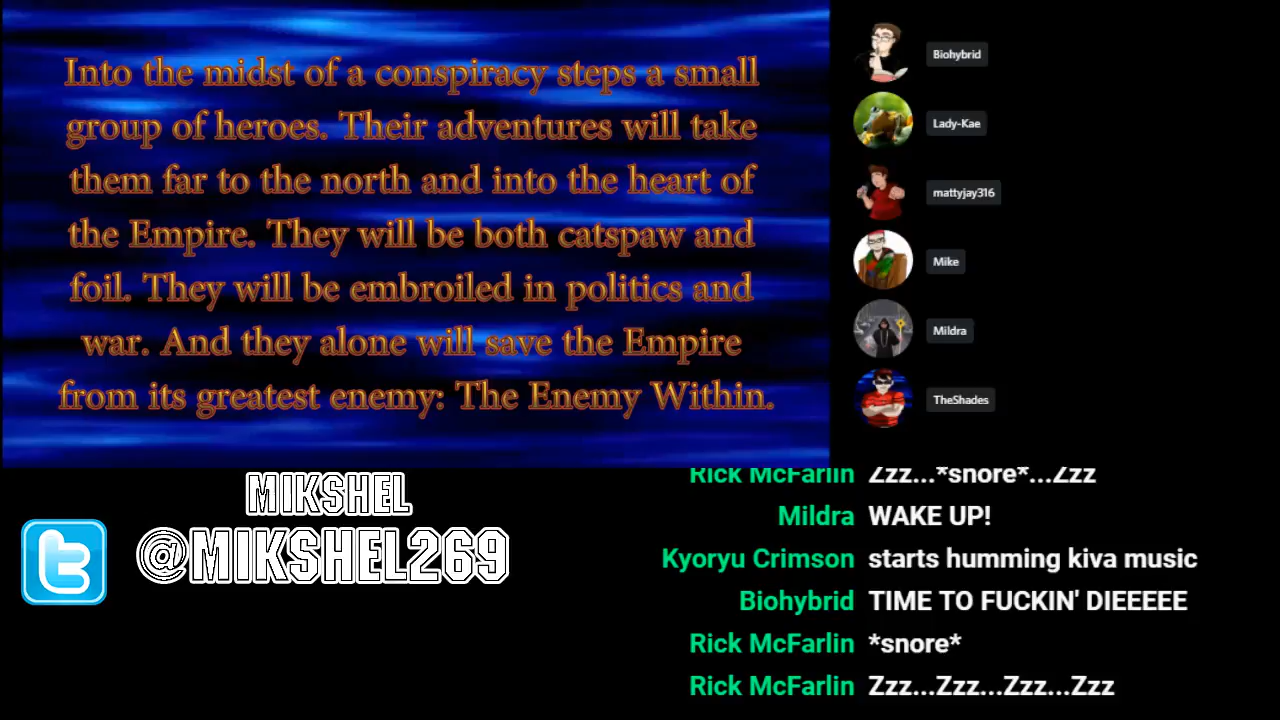 Into the midst of a conspiracy steps a small
group of heroes. Their adventures will take
them far to the north and into the heart of
the Empire. They will be both catspaw and
foil. They will be embroiled in politics and
war. And they alone will save the Empire
from its greatest enemy: The Enemy Within.
Biohybrid
Lady-Kae
mattyjay316
Mike
Mildra
TheShades
MIKSHEL
@MIKSHEL269
Rick McFarlin Zzz...*snore*...Zzz
Mildra WAKE UP!
Kyoryu Crimson starts humming kiva music
Biohybrid TIME TO FUCKIN' DIEEEEE
Rick McFarlin *snore*
Rick McFarlin Zzz...Zzz...Zzz...Zzz